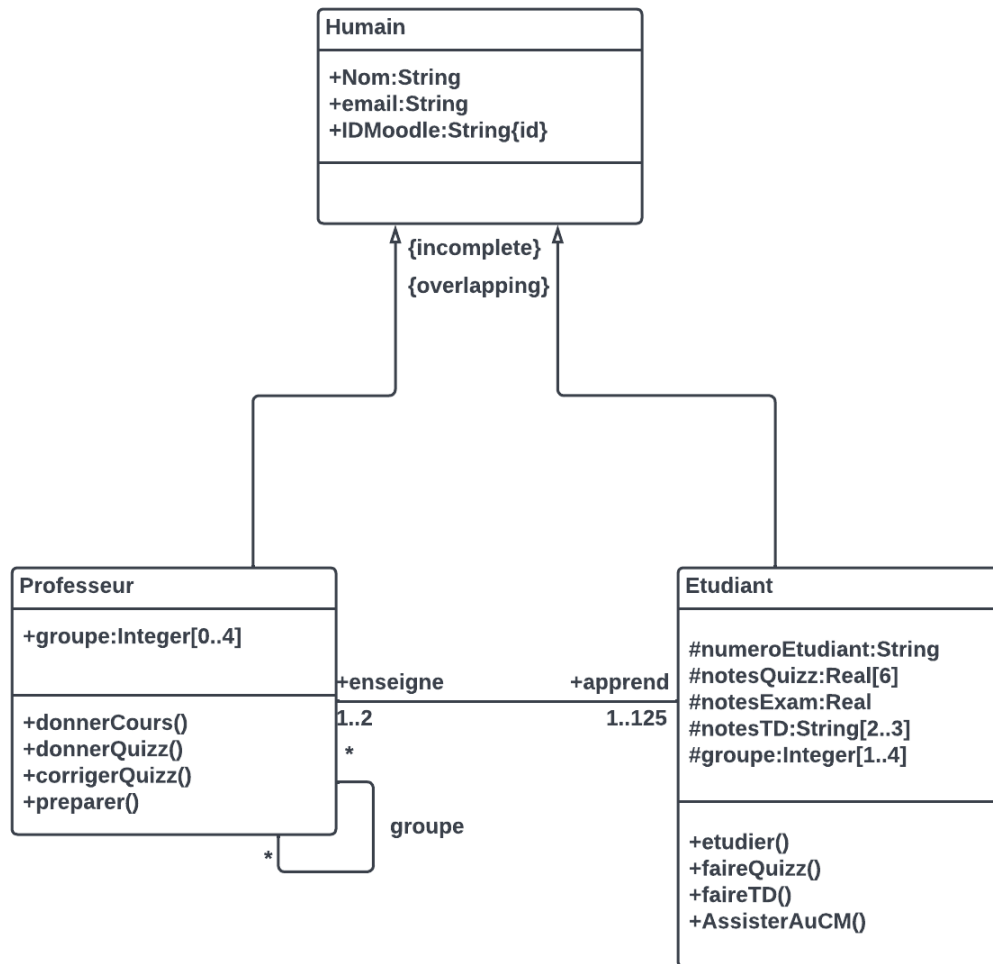 Humain
+Nom:String
+email:String
+IDMoodle:String{id}
{incomplete}
{overlapping}
Professeur
+groupe:Integer[0..4]
+donnerCours()
+donnerQuizz()
+corrigerQuizz()
+preparer()
+enseigne
1..2
+apprend
1..125
*
groupe
*
Etudiant
#numeroEtudiant:String
#notesQuizz:Real[6]
#notesExam:Real
#notesTD:String[2..3]
#groupe:Integer[1..4]
+etudier()
+faireQuizz()
+faireTD()
+AssisterAuCM()